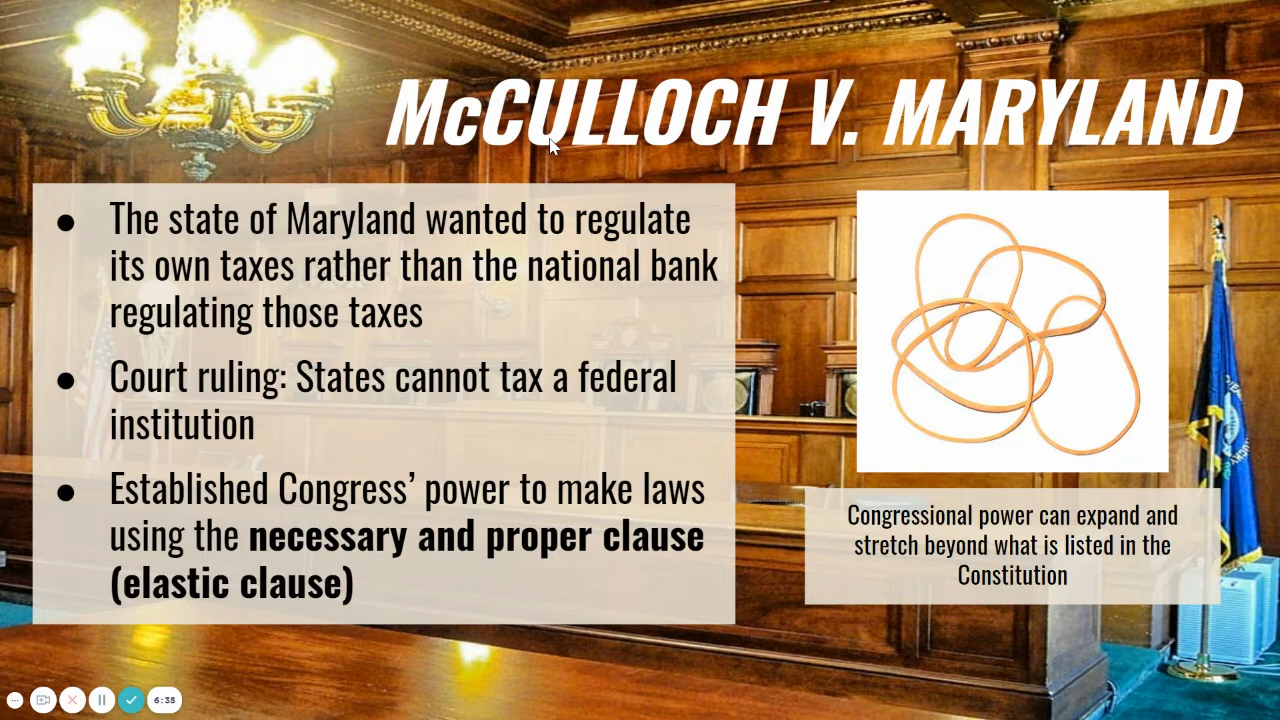 McCULLOCH V. MARYLAND
● The state of Maryland wanted to regulate
its own taxes rather than the national bank
regulating those taxes
● Court ruling: States cannot tax a federal
institution
● Established Congress’ power to make laws
using the necessary and proper clause
(elastic clause)
Congressional power can expand and
stretch beyond what is listed in the
Constitution
6:35